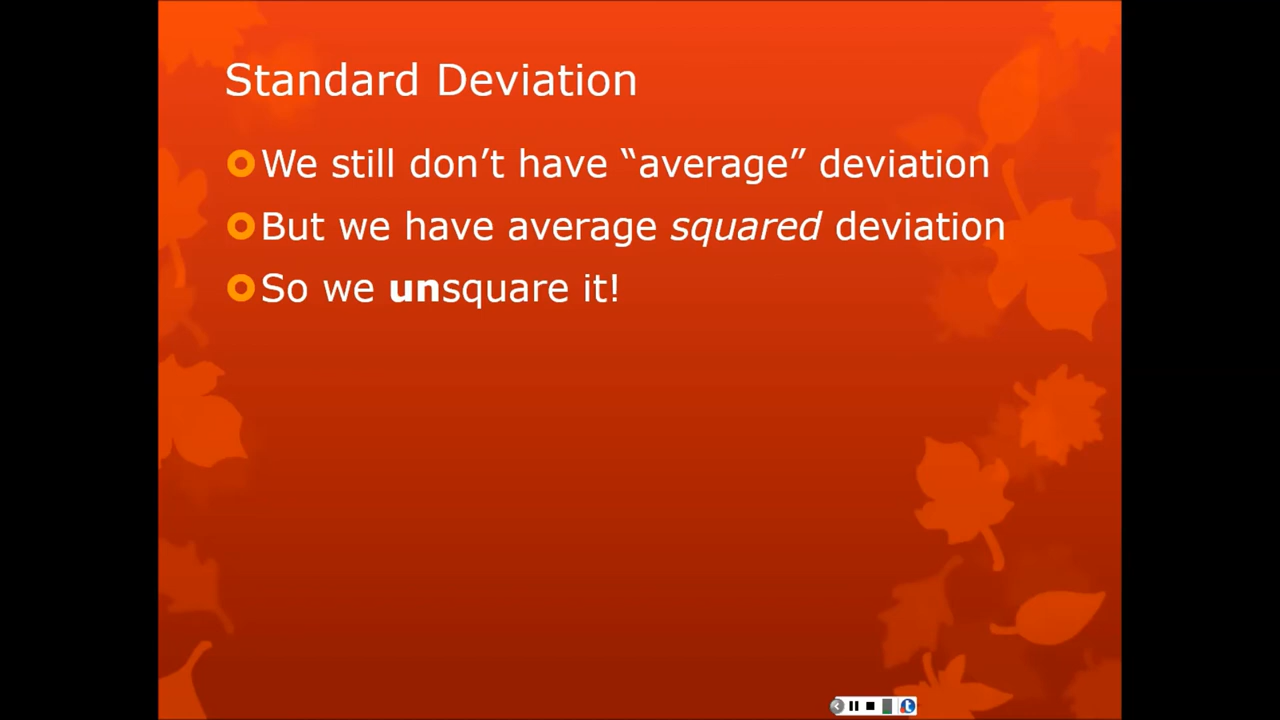 Standard Deviation
We still don’t have “average” deviation
But we have average squared deviation
So we unsquare it!